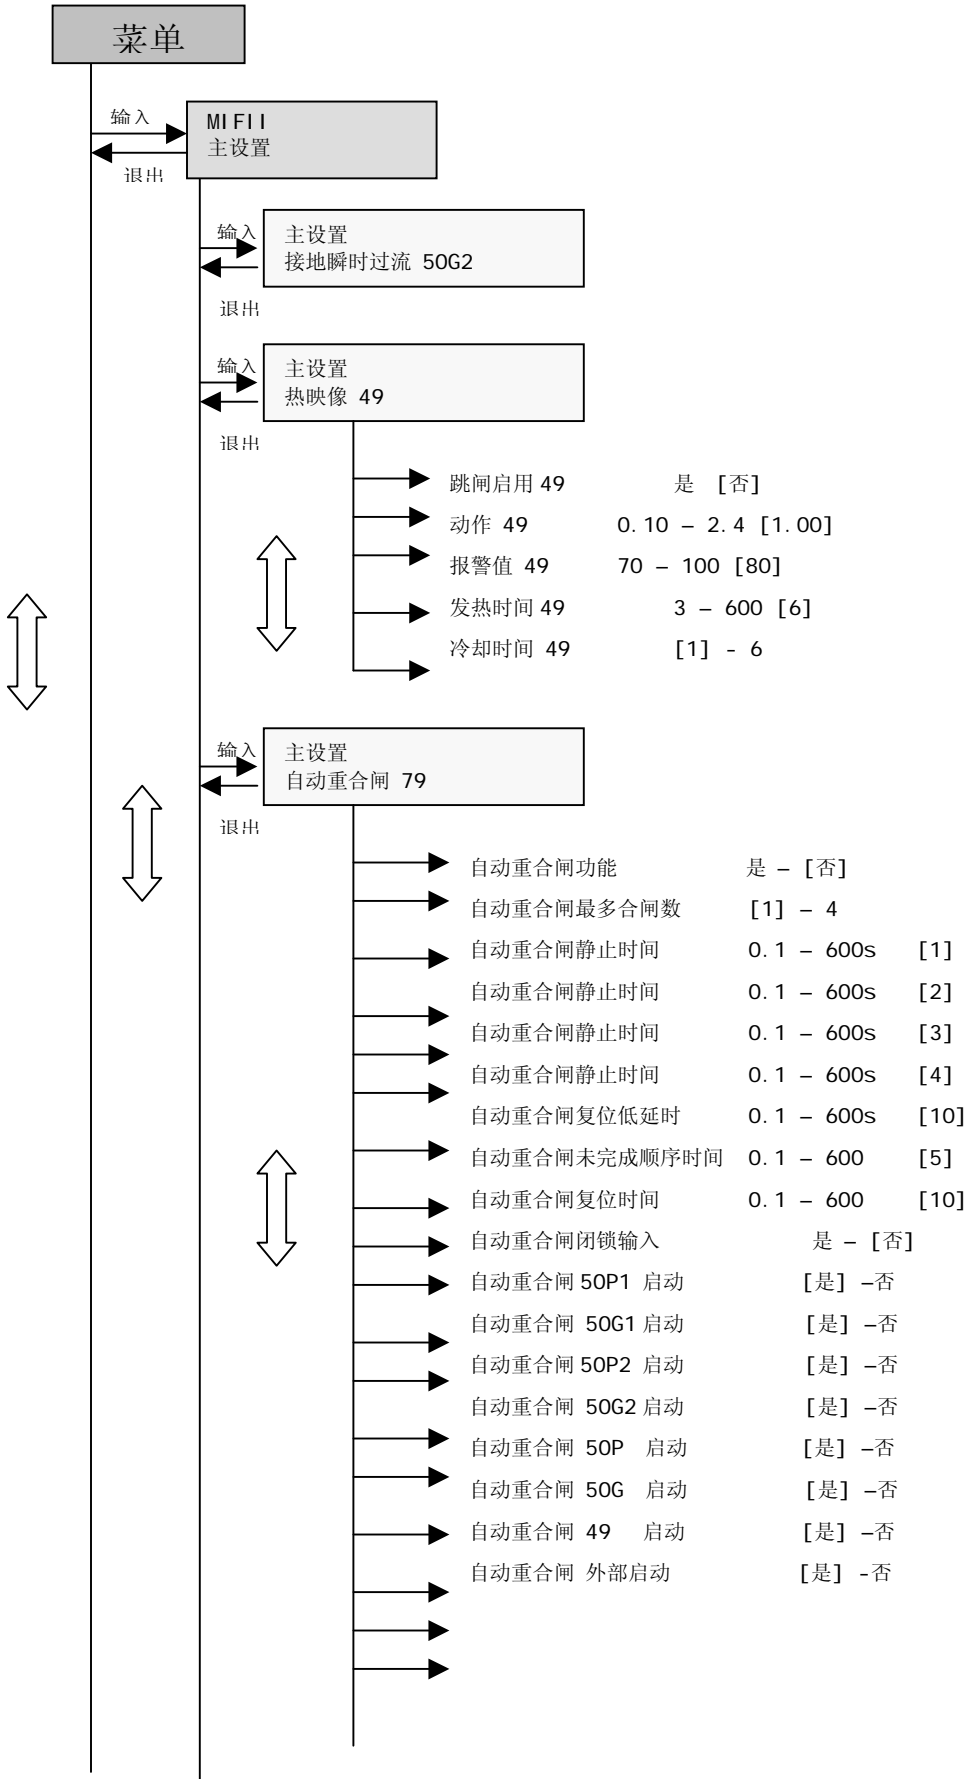 菜单
输入
MIFII
主设置
退出
输入
主设置
接地瞬时过流 50G2
退出
输入
主设置
热映像 49
退出
跳闸启用 49 是 [否]
动作 49 0.10 – 2.4 [1.00]
报警值 49 70 – 100 [80]
发热时间 49 3 – 600 [6]
冷却时间 49 [1] - 6
输入
主设置
自动重合闸 79
退出
自动重合闸功能 是 – [否]
自动重合闸最多合闸数 [1] – 4
自动重合闸静止时间 0.1 – 600s [1]
自动重合闸静止时间 0.1 – 600s [2]
自动重合闸静止时间 0.1 – 600s [3]
自动重合闸静止时间 0.1 – 600s [4]
自动重合闸复位低延时 0.1 – 600s [10]
自动重合闸未完成顺序时间 0.1 – 600 [5]
自动重合闸复位时间 0.1 – 600 [10]
自动重合闸闭锁输入 是 – [否]
自动重合闸 50P1 启动 [是] –否
自动重合闸 50G1 启动 [是] –否
自动重合闸 50P2 启动 [是] –否
自动重合闸 50G2 启动 [是] –否
自动重合闸 50P 启动 [是] –否
自动重合闸 50G 启动 [是] –否
自动重合闸 49 启动 [是] –否
自动重合闸 外部启动 [是] -否